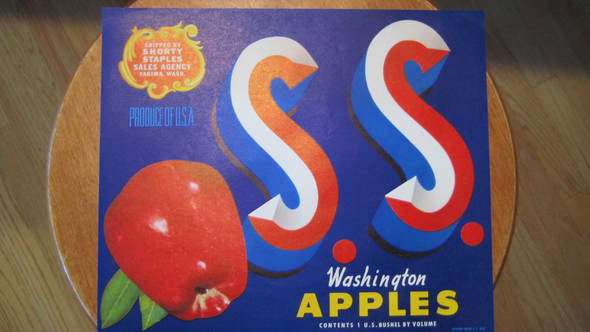 SHIPPED BY
SHORTY
STAPLES
SALES AGENCY
YAKIMA, WASH.
PRODUCE OF U.S.A.
S.S.
Washington
APPLES
CONTENTS 1 U.S. BUSHEL BY VOLUME